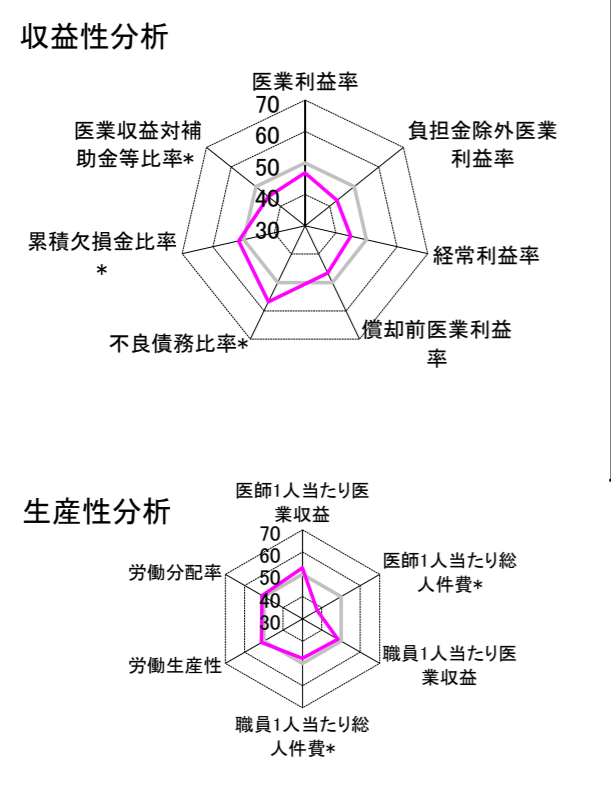 収益性分析
医業利益率
70
60
50
40
30
負担金除外医業
利益率
経常利益率
償却前医業利益
率
不良債務比率*
累積欠損金比率
*
医業収益対補
助金等比率*
生産性分析
医師1人当たり医
業収益
70
60
50
40
30
医師1人当たり総
人件費*
職員1人当たり医
業収益
職員1人当たり総
人件費*
労働生産性
労働分配率